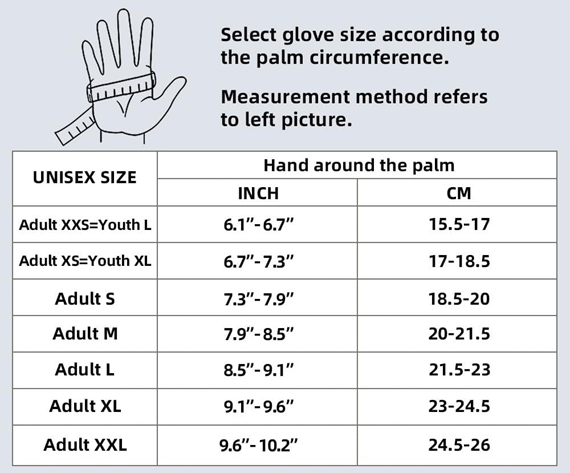 Select glove size according to
the palm circumference.
Measurement method refers
to left picture.
UNISEX SIZE
Hand around the palm
INCH CM
Adult XXS=Youth L 6.1”-6.7” 15.5-17
Adult XS=Youth XL 6.7”-7.3” 17-18.5
Adult S 7.3”-7.9” 18.5-20
Adult M 7.9”-8.5” 20-21.5
Adult L 8.5”-9.1” 21.5-23
Adult XL 9.1”-9.6” 23-24.5
Adult XXL 9.6”-10.2” 24.5-26